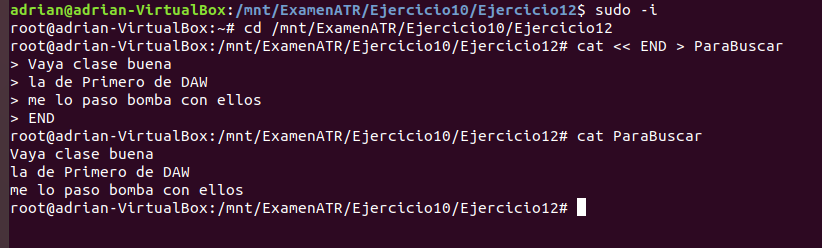 adrian@adrian-VirtualBox:/mnt/ExamenATR/Ejercicio10/Ejercicio12$ sudo -i
root@adrian-VirtualBox:~# cd /mnt/ExamenATR/Ejercicio10/Ejercicio12
root@adrian-VirtualBox:/mnt/ExamenATR/Ejercicio10/Ejercicio12# cat << END > ParaBuscar
> Vaya clase buena
> la de Primero de DAW
> me lo paso bomba con ellos
> END
root@adrian-VirtualBox:/mnt/ExamenATR/Ejercicio10/Ejercicio12# cat ParaBuscar
Vaya clase buena
la de Primero de DAW
me lo paso bomba con ellos
root@adrian-VirtualBox:/mnt/ExamenATR/Ejercicio10/Ejercicio12#